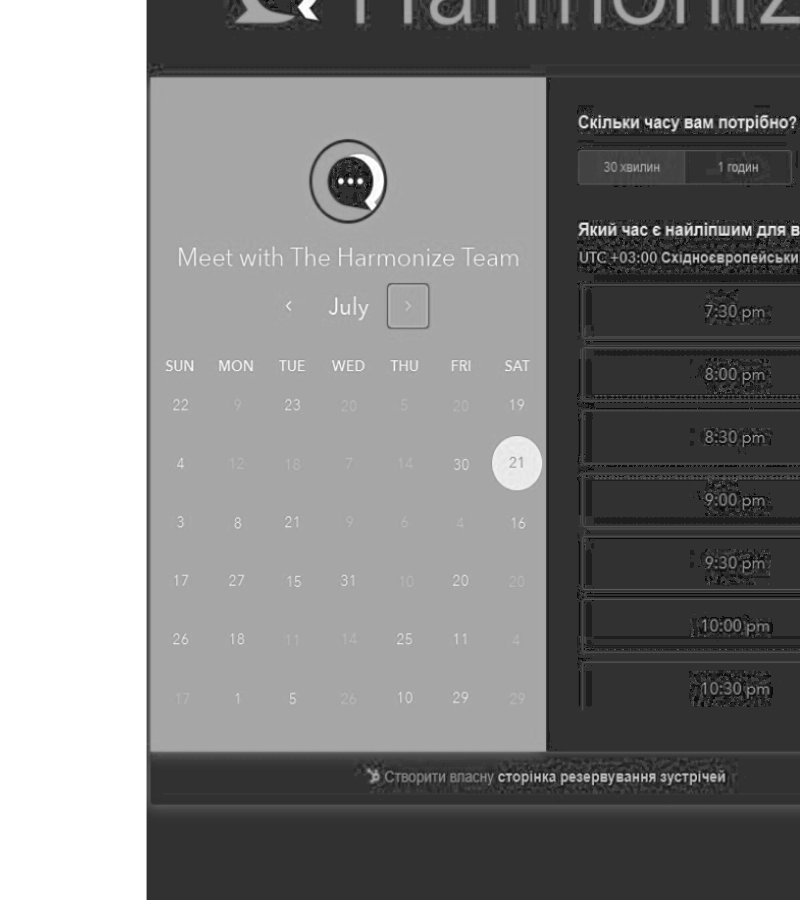 Harmoniz
Meet with The Harmonize Team
July
SUN MON TUE WED THU FRI SAT
22 9 23 20 5 20 19
4 12 18 7 14 30 21
3 8 21 9 6 4 16
17 27 15 31 10 20 20
26 18 11 14 25 11 4
17 1 5 26 10 29 29
Скільки часу вам потрібно?
30 хвилин 1 годин
Який час є найліпшим для в
UTC +03:00 Східноєвропейськи
7:30 pm
8:00 pm
8:30 pm
9:00 pm
9:30 pm
10:00 pm
10:30 pm
Створити власну сторінка резервування зустрічей